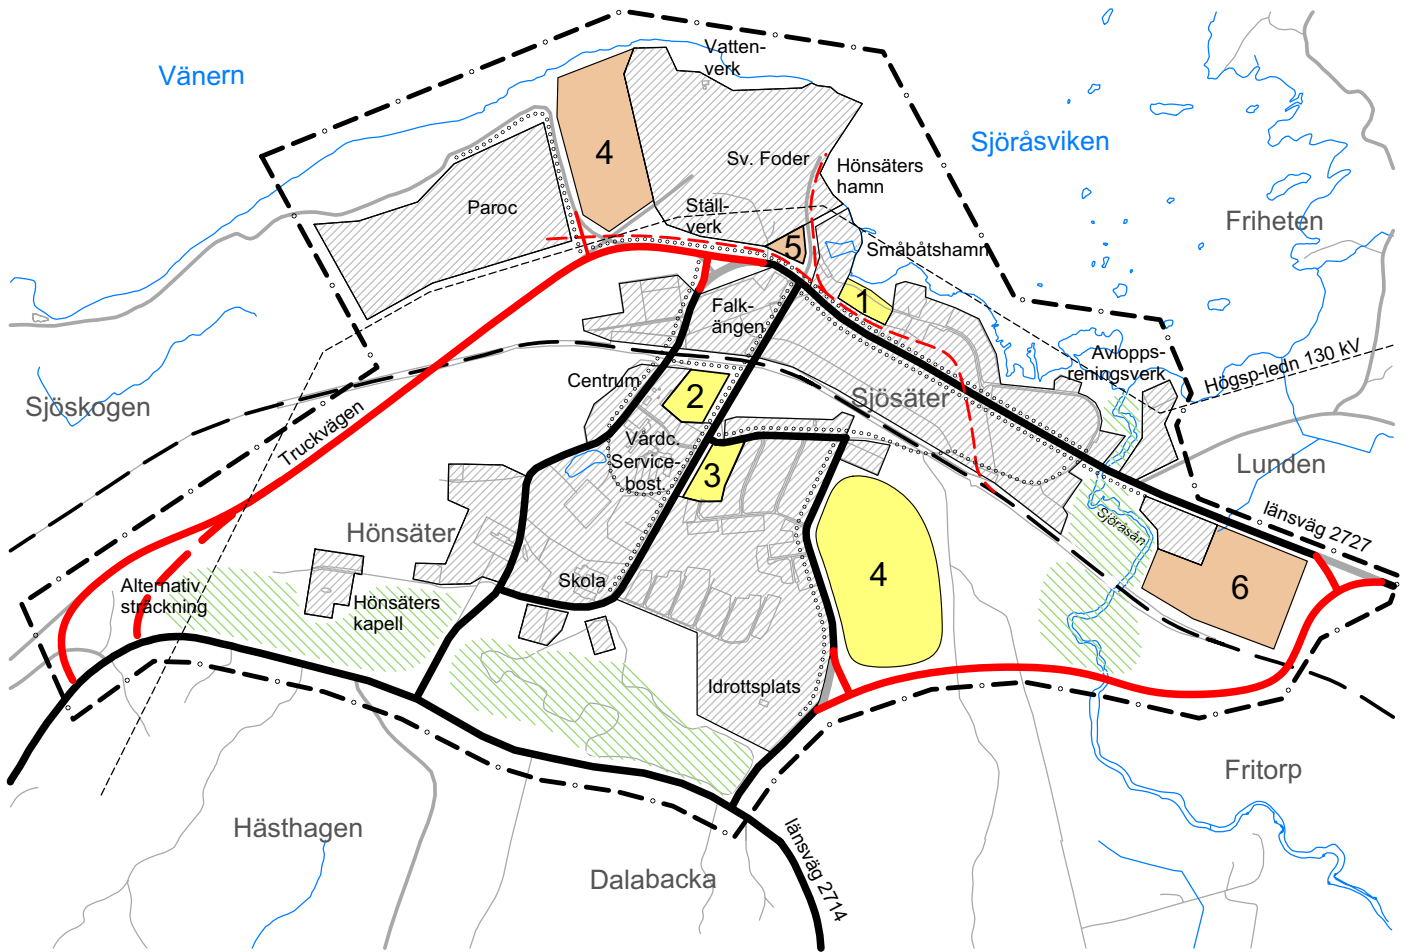 Vänern
Vatten-
verk
Sjöråsviken
4
Sv. Foder
Hönsäters
hamn
Paroc
Ställ-
verk
Friheten
5
Småbåtshamn
1
Falk-
ängen
Avlopps-
reningsverk
Högsp-ledn 130 kV
Centrum
2
Sjösäter
Sjöskogen
Truckvägen
Vårdc.
Service-
bost.
3
Lunden
länsväg 2727
Hönsäter
Sjöråsån
4
6
Alternativ
sträckning
Skola
Hönsäters
kapell
Idrottsplats
Fritorp
Hästhagen
länsväg 2714
Dalabacka